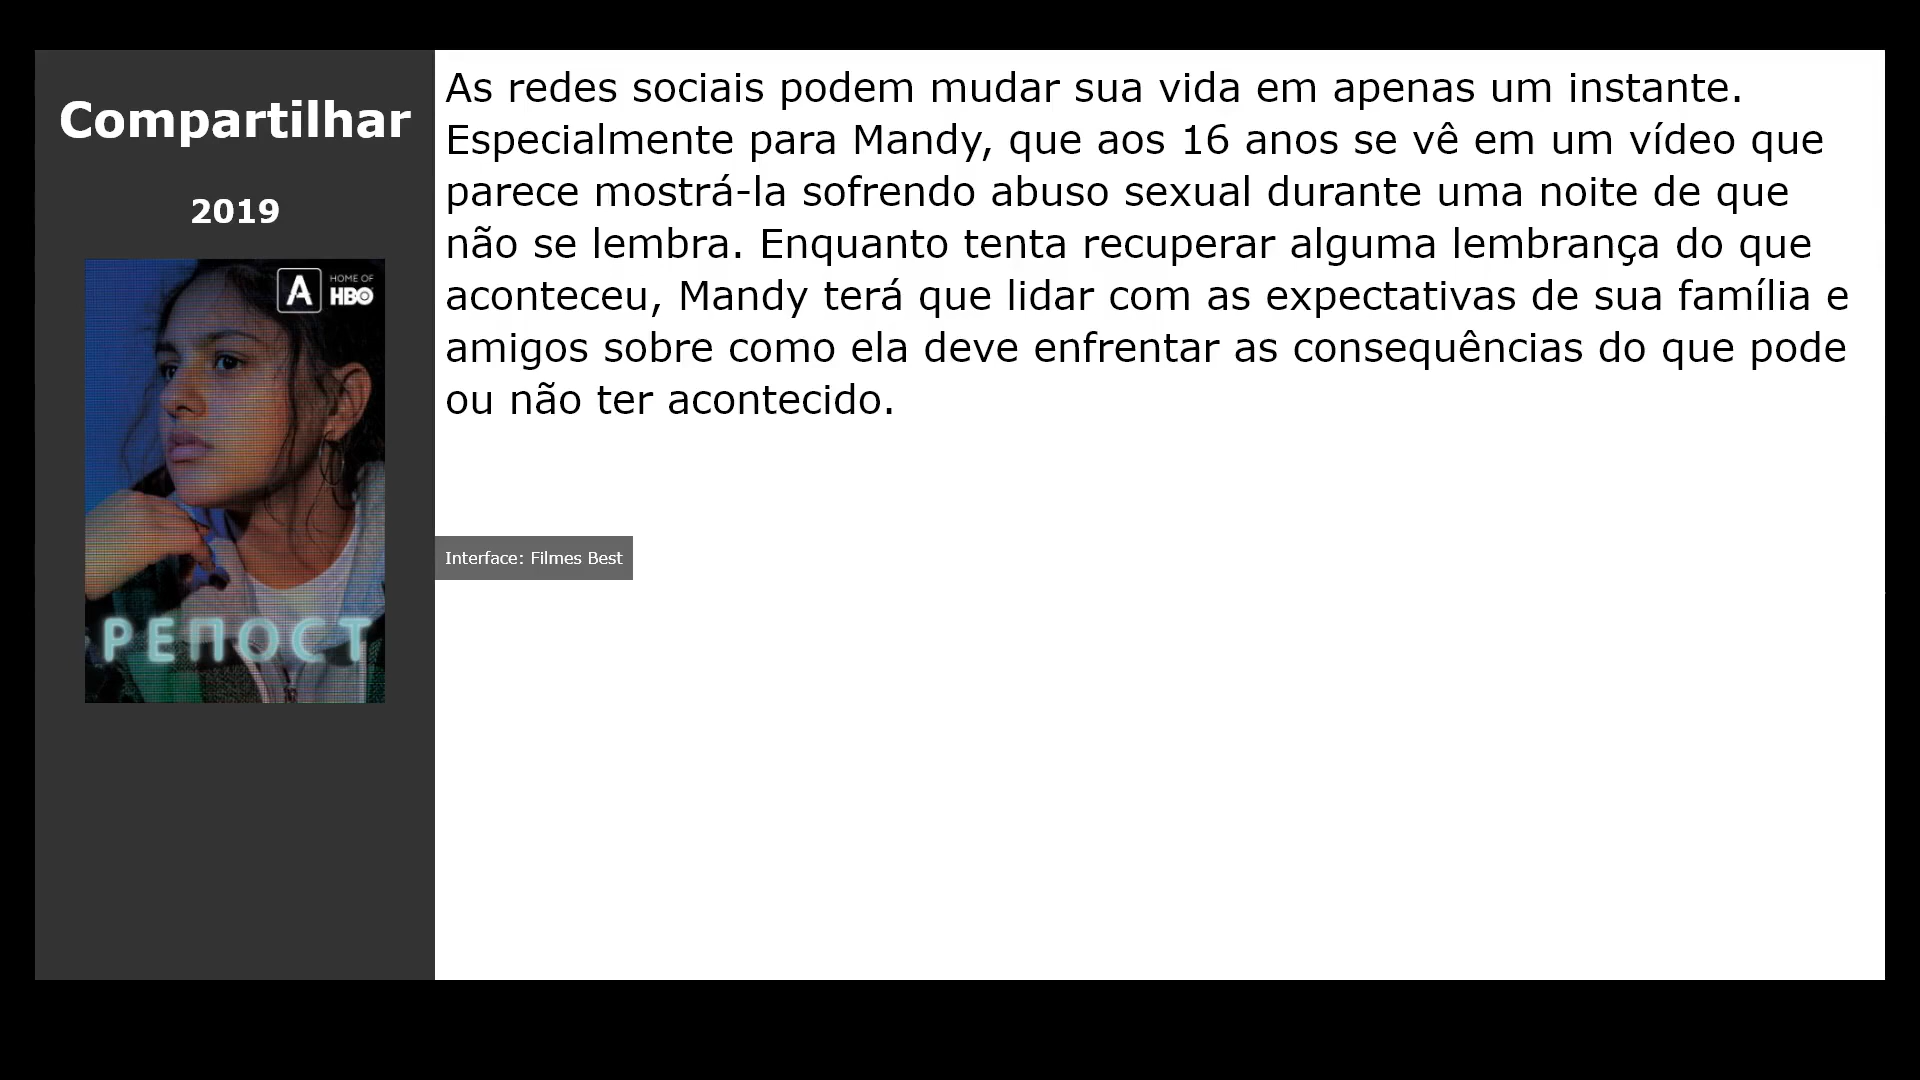 Compartilhar
2019
HOME OF
A HBO
РЕПОСТ
As redes sociais podem mudar sua vida em apenas um instante.
Especialmente para Mandy, que aos 16 anos se vê em um vídeo que
parece mostrá-la sofrendo abuso sexual durante uma noite de que
não se lembra. Enquanto tenta recuperar alguma lembrança do que
aconteceu, Mandy terá que lidar com as expectativas de sua família e
amigos sobre como ela deve enfrentar as consequências do que pode
ou não ter acontecido.
Interface: Filmes Best